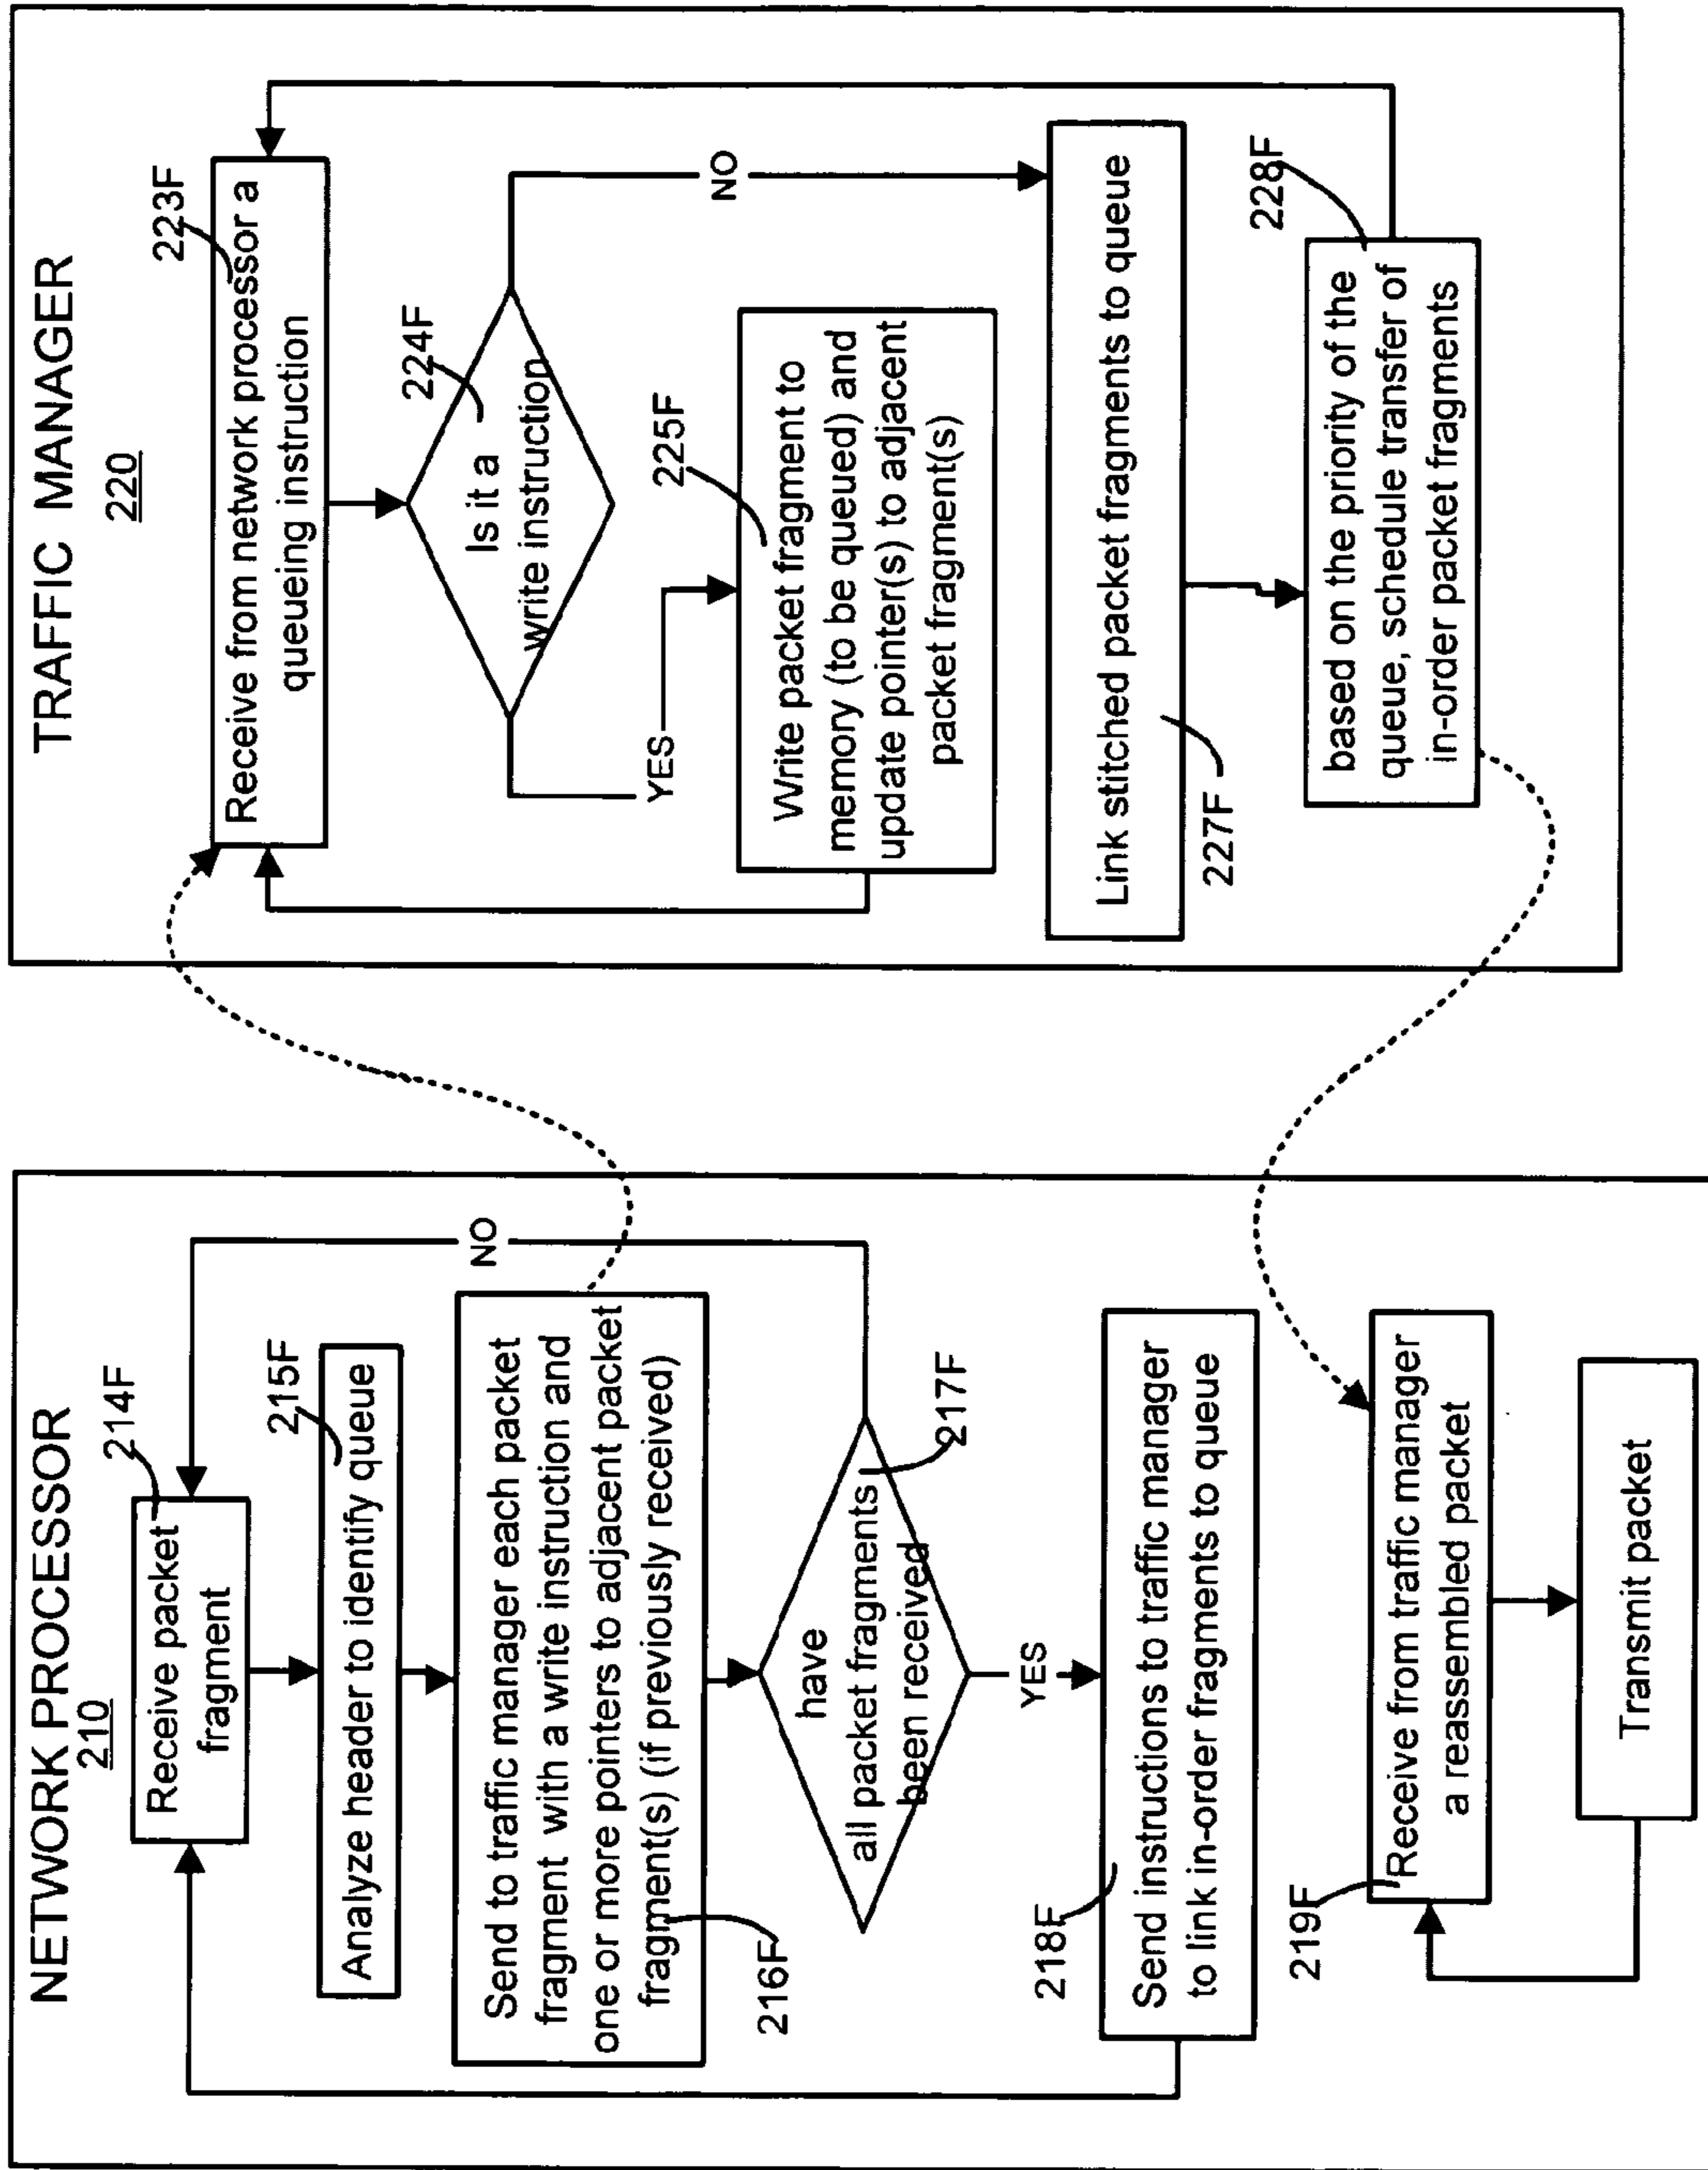 NETWORK PROCESSOR
210
214F
Receive packet
fragment
215F
Analyze header to identify queue
Send to traffic manager each packet
fragment with a write instruction and
one or more pointers to adjacent packet
fragment(s) (if previously received)
216F
NO
have
all packet fragments
been received
217F
YES
218F
Send instructions to traffic manager
to link in-order fragments to queue
219F
Receive from traffic manager
a reassembled packet
Transmit packet
TRAFFIC MANAGER
220
223F
Receive from network processor a
queueing instruction
224F
Is it a
write instruction
YES
NO
225F
Write packet fragment to
memory (to be queued) and
update pointer(s) to adjacent
packet fragment(s)
Link stitched packet fragments to queue
227F
228F
based on the priority of the
queue, schedule transfer of
in-order packet fragments